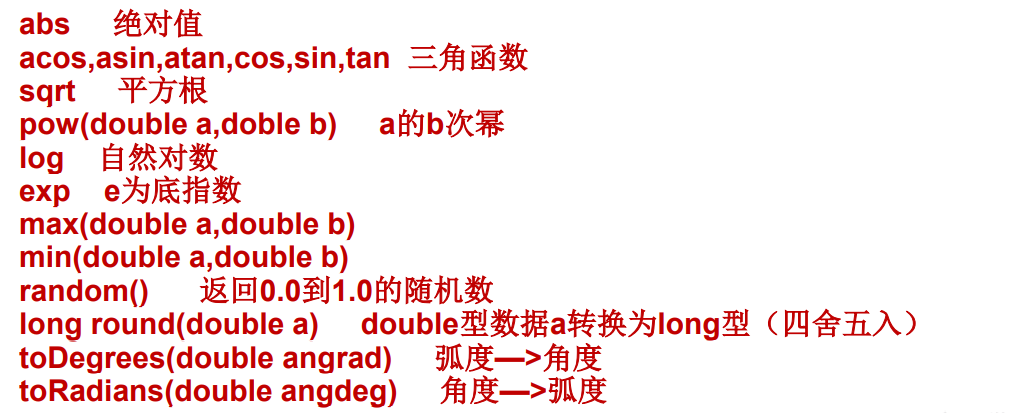 abs 绝对值
acos,asin,atan,cos,sin,tan 三角函数
sqrt 平方根
pow(double a,doble b) a的b次幂
log 自然对数
exp e为底指数
max(double a,double b)
min(double a,double b)
random() 返回0.0到1.0的随机数
long round(double a) double型数据a转换为long型（四舍五入）
toDegrees(double angrad) 弧度—>角度
toRadians(double angdeg) 角度—>弧度